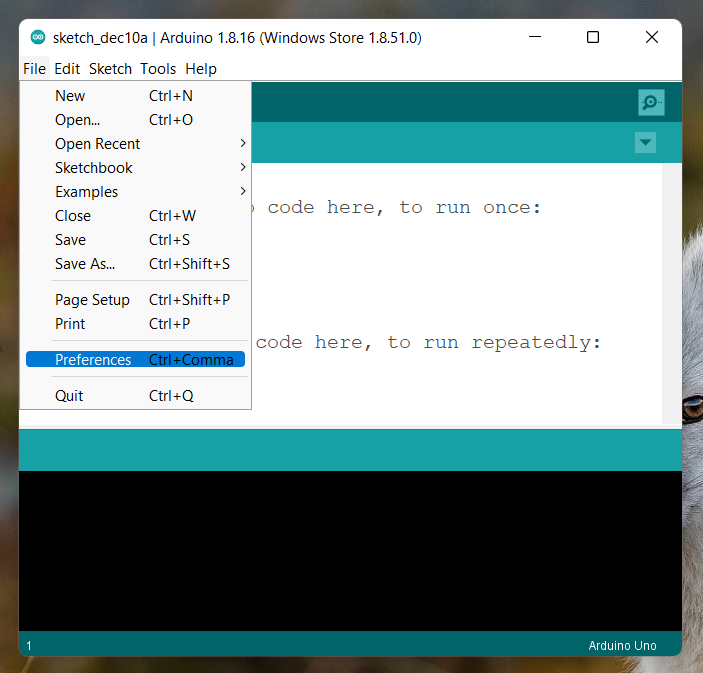 sketch_dec10a | Arduino 1.8.16 (Windows Store 1.8.51.0)
File Edit Sketch Tools Help
New Ctrl+N
Open... Ctrl+O
Open Recent
Sketchbook
Examples
Close Ctrl+W
Save Ctrl+S
Save As... Ctrl+Shift+S
Page Setup Ctrl+Shift+P
Print Ctrl+P
Preferences Ctrl+Comma
Quit Ctrl+Q
code here, to run once:
code here, to run repeatedly:
1 Arduino Uno